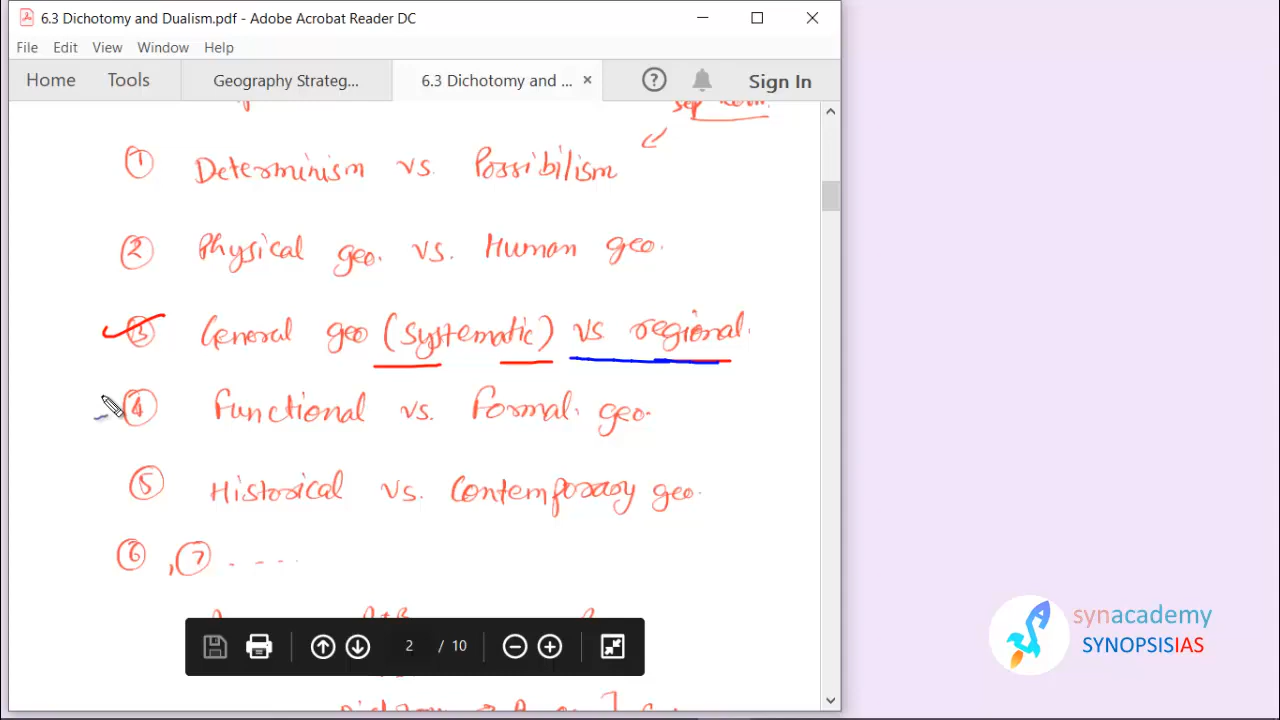 6.3 Dichotomy and Dualism.pdf - Adobe Acrobat Reader DC
File Edit View Window Help
Home Tools Geography Strateg... 6.3 Dichotomy and ... × ? Sign In
① Determinism vs. Possibilism
② Physical geo. vs. Human geo.
③ General geo (systematic) vs regional.
④ Functional vs. Formal. geo.
⑤ Historical vs. Contemporary geo.
⑥, ⑦ . - - - .
2 / 10
synacademy
SYNOPSISIAS